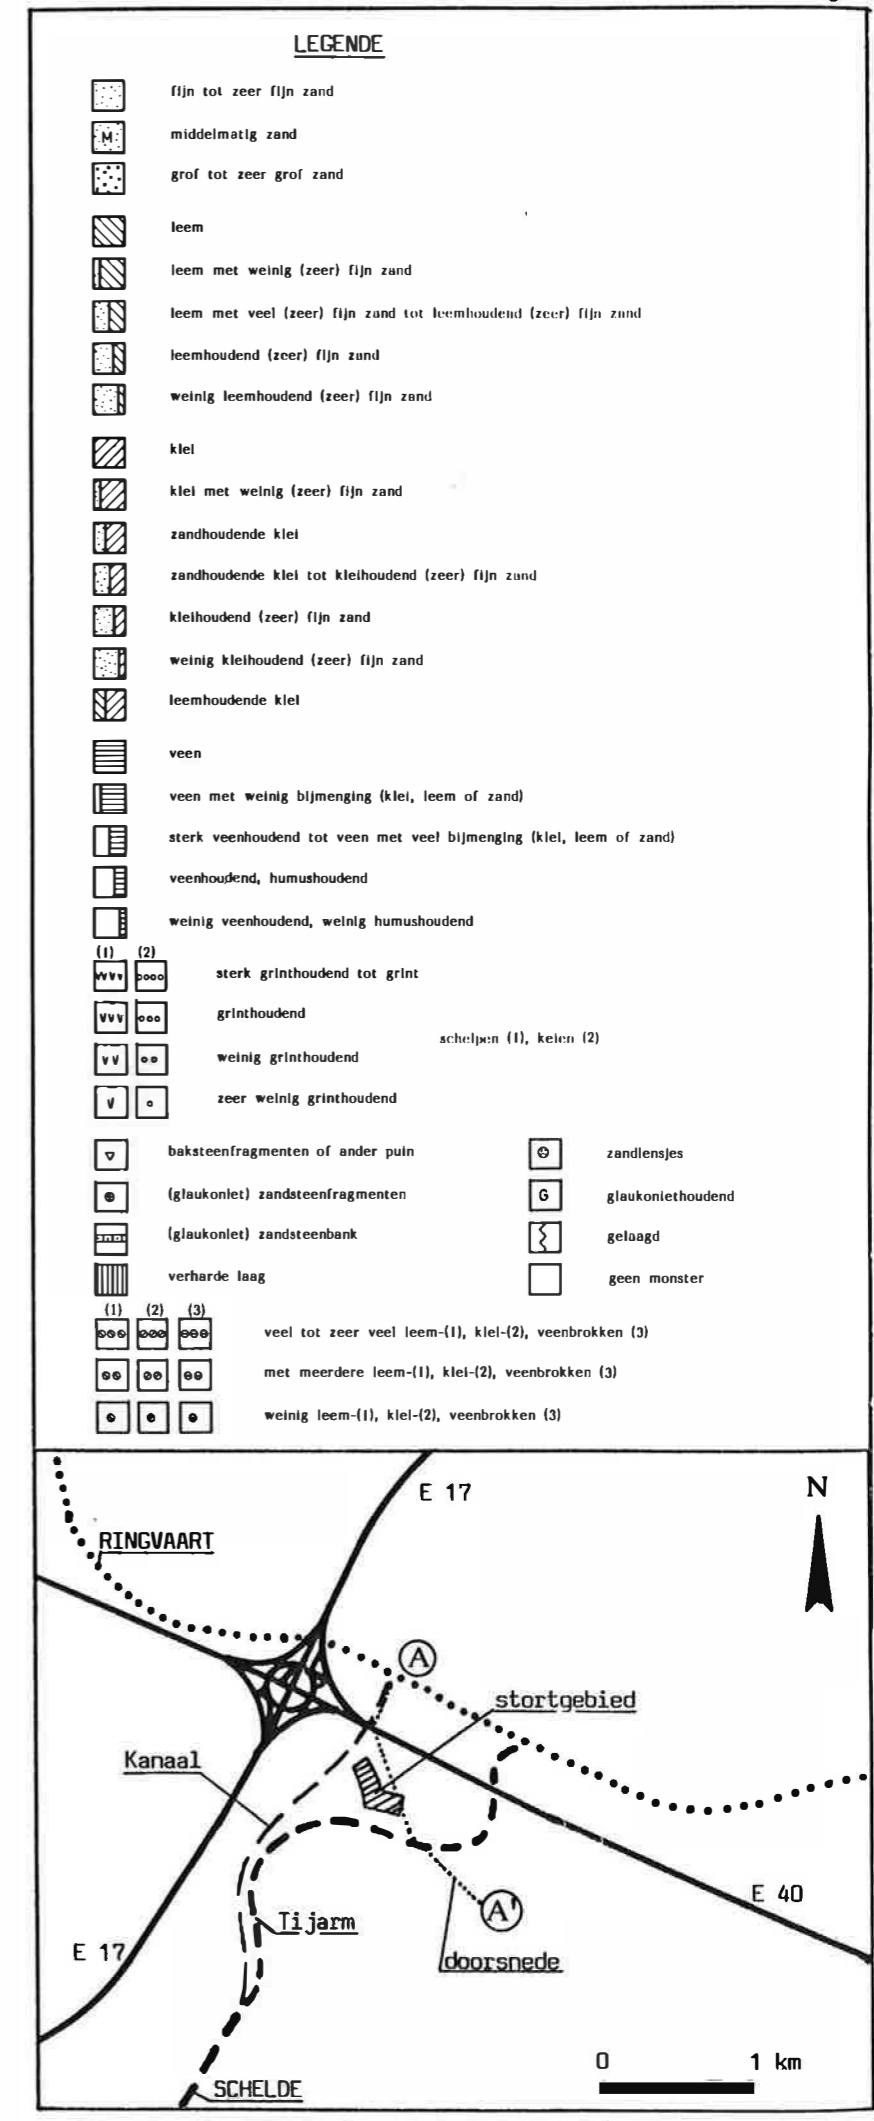 LEGENDE
fijn tot zeer fijn zand
M middelmatig zand
grof tot zeer grof zand
leem
leem met weinig (zeer) fijn zand
leem met veel (zeer) fijn zand tot leemhoudend (zeer) fijn zand
leemhoudend (zeer) fijn zand
weinig leemhoudend (zeer) fijn zand
klei
klei met weinig (zeer) fijn zand
zandhoudende klei
zandhoudende klei tot kleihoudend (zeer) fijn zand
kleihoudend (zeer) fijn zand
weinig kleihoudend (zeer) fijn zand
leemhoudende klei
veen
veen met weinig bijmenging (klei, leem of zand)
sterk veenhoudend tot veen met veel bijmenging (klei, leem of zand)
veenhoudend, humushoudend
weinig veenhoudend, weinig humushoudend
(1) (2)
sterk grinthoudend tot grint
grinthoudend
schelpen (1), keien (2)
weinig grinthoudend
zeer weinig grinthoudend
baksteenfragmenten of ander puin
zandlensjes
(glaukoniet) zandsteenfragmenten
G glaukoniethoudend
(glaukoniet) zandsteenbank
gelaagd
verharde laag
geen monster
(1) (2) (3)
veel tot zeer veel leem-(1), klei-(2), veenbrokken (3)
met meerdere leem-(1), klei-(2), veenbrokken (3)
weinig leem-(1), klei-(2), veenbrokken (3)
E 17
N
RINGVAART
A
stortgebied
Kanaal
E 40
A'
Tijarm
E 17
doorsnede
0 1 km
SCHELDE